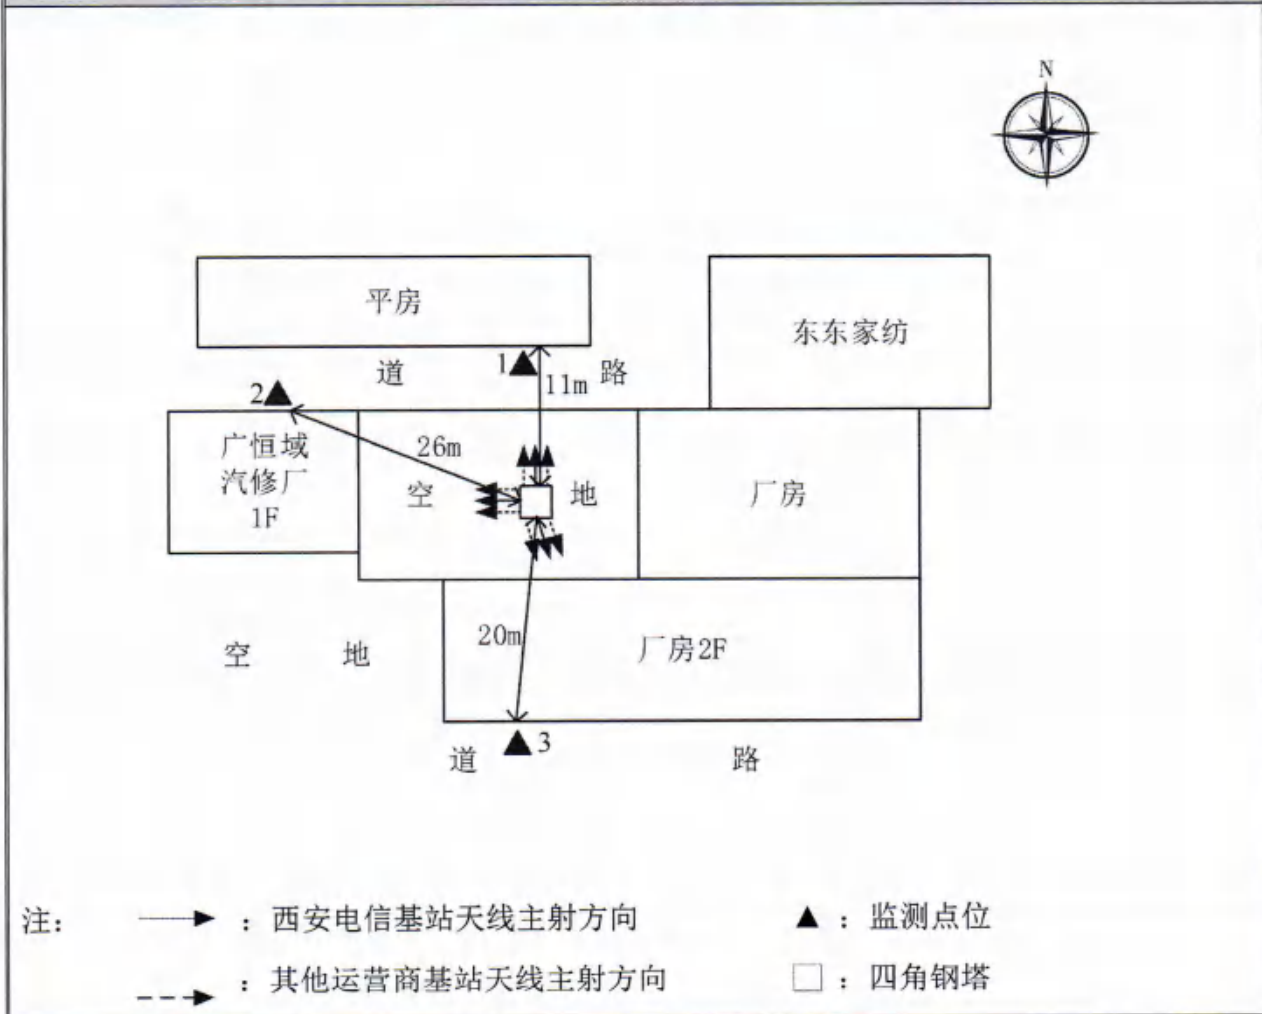 N
平房
东东家纺
道 1 路
11m
2
广恒域
汽修厂
1F
26m
空 地
厂房
20m
厂房2F
空 地
3
道 路
注: : 西安电信基站天线主射方向 : 监测点位
: 其他运营商基站天线主射方向 : 四角钢塔